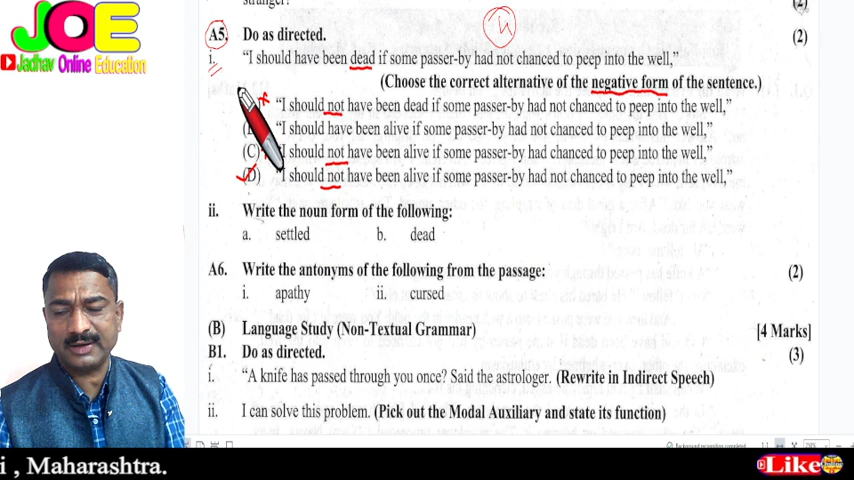 stranger?
(2)
JOE
Jadhav Online Education
A5. Do as directed. (2)
i. “I should have been dead if some passer-by had not chanced to peep into the well,”
(Choose the correct alternative of the negative form of the sentence.)
“I should not have been dead if some passer-by had not chanced to peep into the well,”
“I should have been alive if some passer-by had not chanced to peep into the well,”
(C) “I should not have been alive if some passer-by had chanced to peep into the well,”
(D) “I should not have been alive if some passer-by had not chanced to peep into the well,”
ii. Write the noun form of the following:
a. settled b. dead
A6. Write the antonyms of the following from the passage: (2)
i. apathy ii. cursed
(B) Language Study (Non-Textual Grammar) [4 Marks]
B1. Do as directed. (3)
i. “A knife has passed through you once? Said the astrologer. (Rewrite in Indirect Speech)
ii. I can solve this problem. (Pick out the Modal Auxiliary and state its function)
i , Maharashtra.
Like